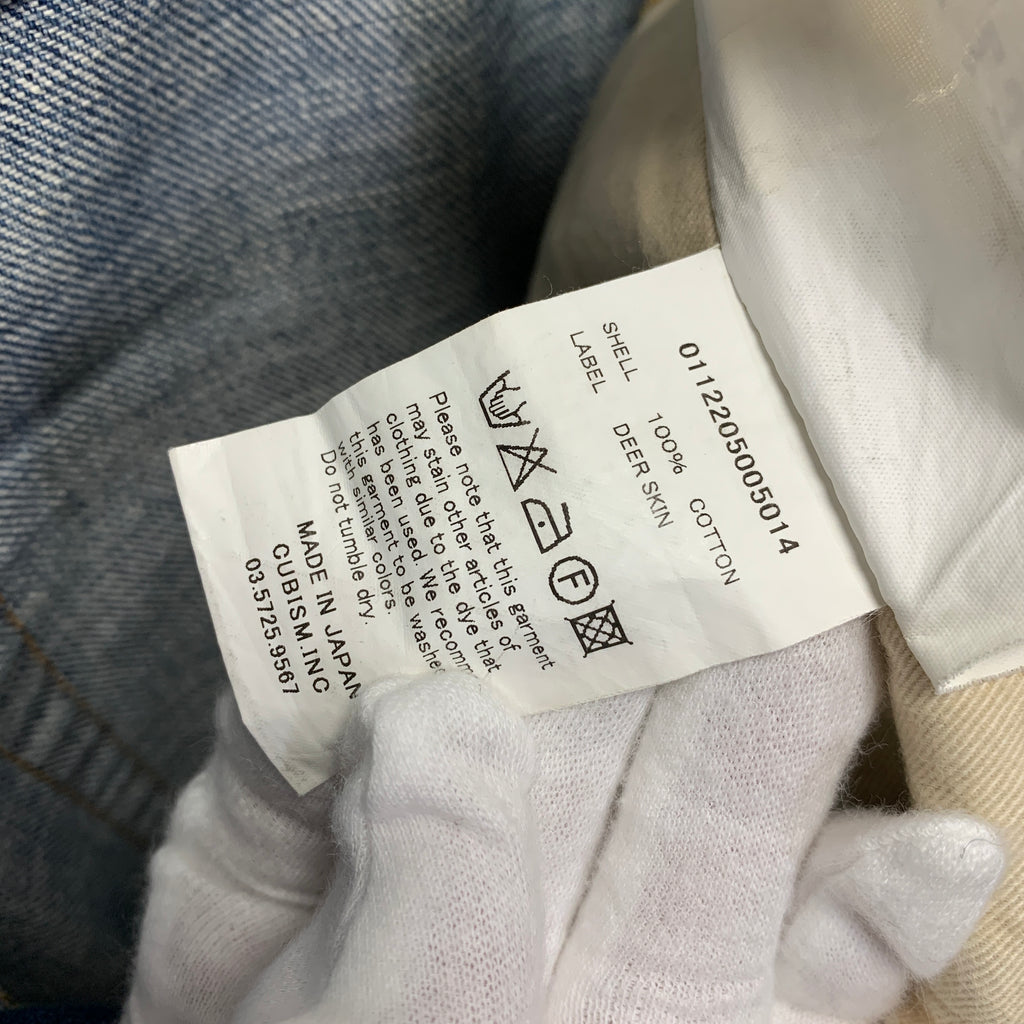 0112205005014
SHELL 100% COTTON
LABEL DEER SKIN
F
Please note that this garment
may stain other articles of
clothing due to the dye that
has been used. We recomm
this garment to be washe
with similar colors.
Do not tumble dry.
MADE IN JAPAN
CUBISM.INC
03.5725.9567